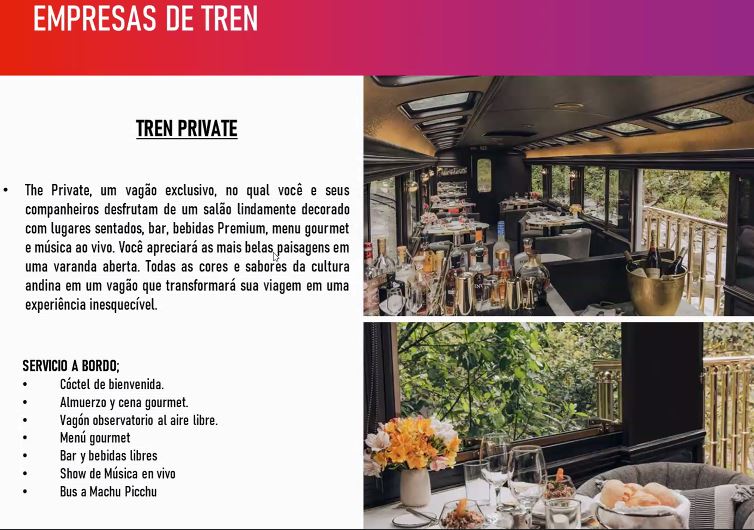 EMPRESAS DE TREN
TREN PRIVATE
• The Private, um vagão exclusivo, no qual você e seus
companheiros desfrutam de um salão lindamente decorado
com lugares sentados, bar, bebidas Premium, menu gourmet
e música ao vivo. Você apreciará as mais belas paisagens em
uma varanda aberta. Todas as cores e sabores da cultura
andina em um vagão que transformará sua viagem em uma
experiência inesquecível.
SERVICIO A BORDO;
• Cóctel de bienvenida.
• Almuerzo y cena gourmet.
• Vagón observatorio al aire libre.
• Menú gourmet
• Bar y bebidas libres
• Show de Música en vivo
• Bus a Machu Picchu